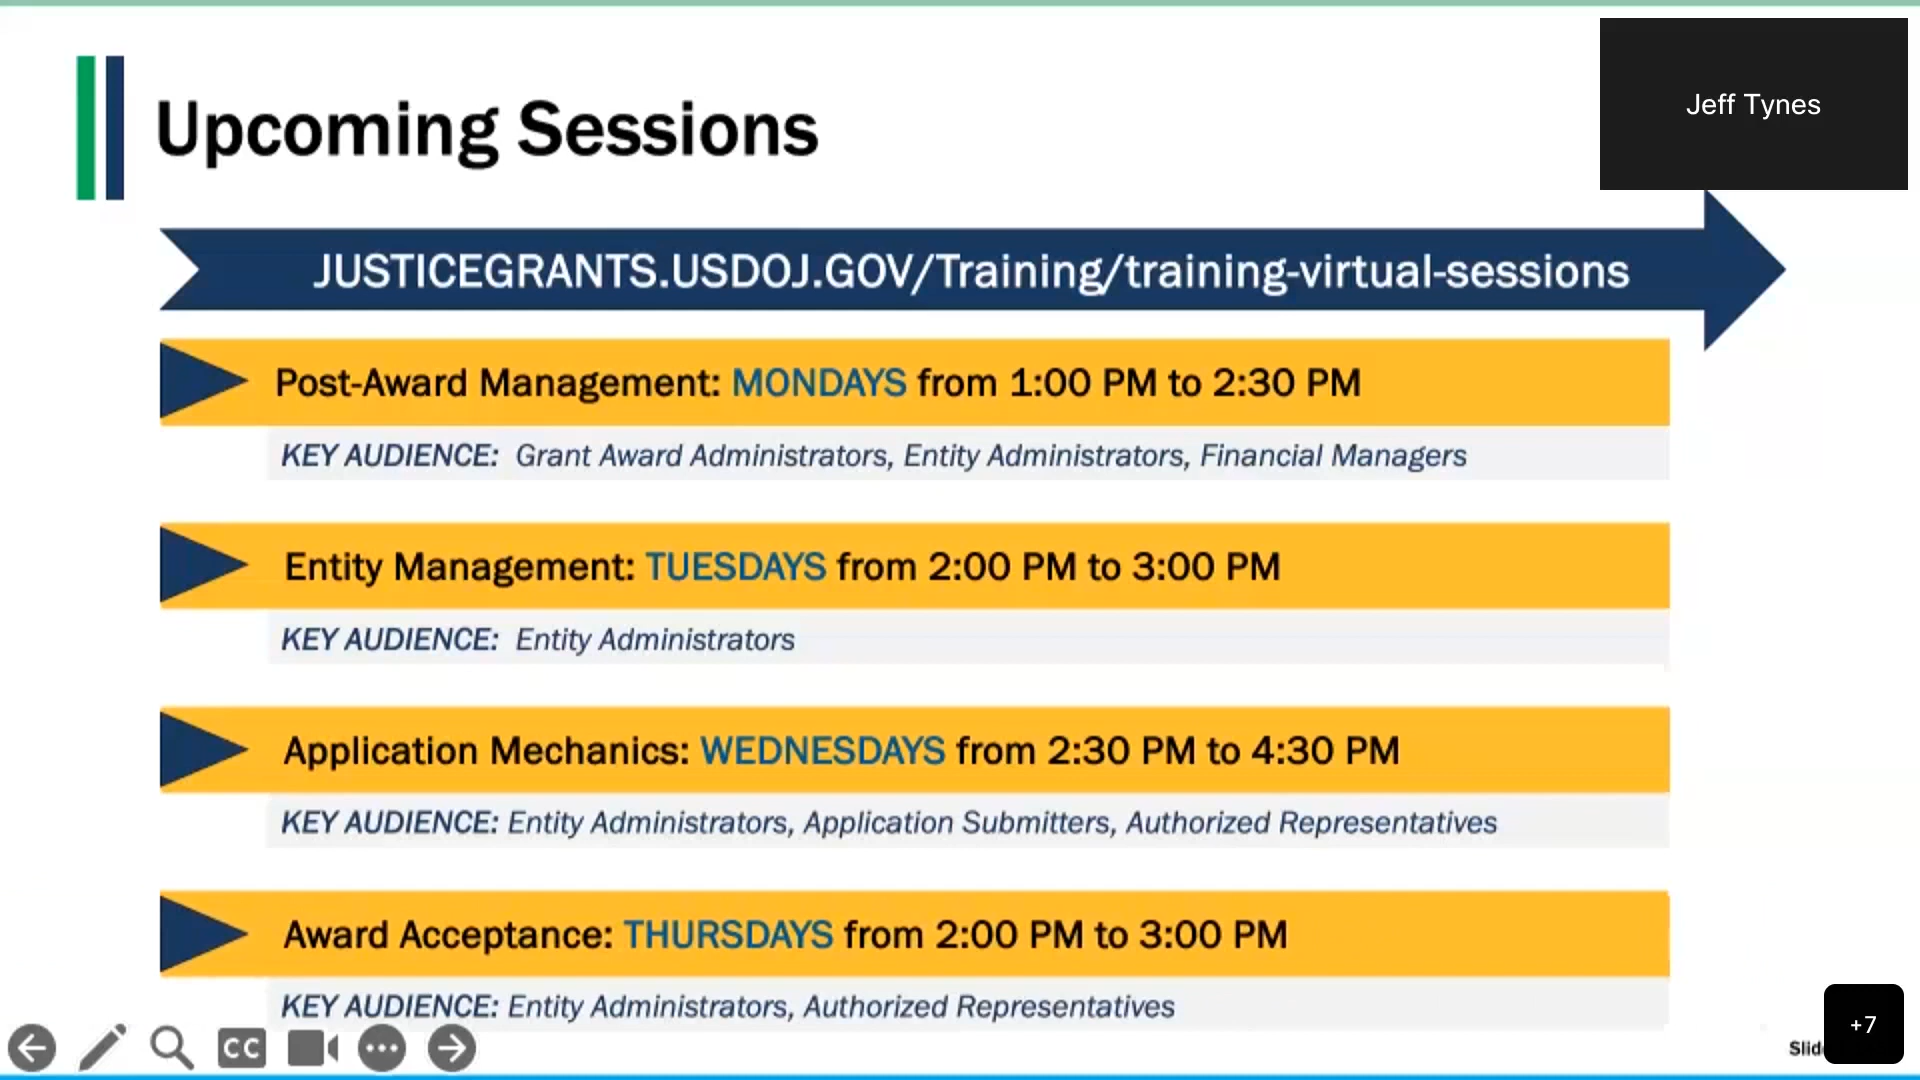 Jeff Tynes
Upcoming Sessions
JUSTICEGRANTS.USDOJ.GOV/Training/training-virtual-sessions
Post-Award Management: MONDAYS from 1:00 PM to 2:30 PM
KEY AUDIENCE: Grant Award Administrators, Entity Administrators, Financial Managers
Entity Management: TUESDAYS from 2:00 PM to 3:00 PM
KEY AUDIENCE: Entity Administrators
Application Mechanics: WEDNESDAYS from 2:30 PM to 4:30 PM
KEY AUDIENCE: Entity Administrators, Application Submitters, Authorized Representatives
Award Acceptance: THURSDAYS from 2:00 PM to 3:00 PM
KEY AUDIENCE: Entity Administrators, Authorized Representatives
CC
+7